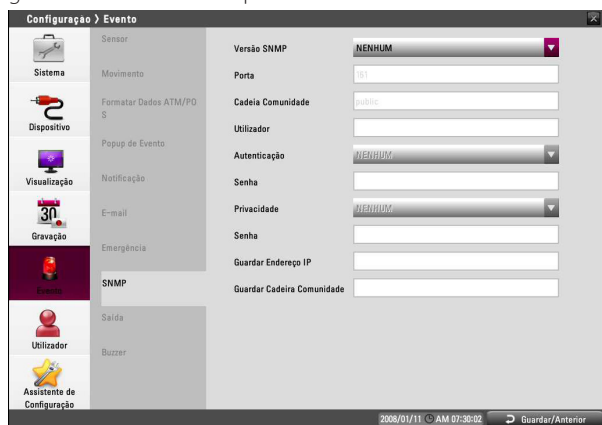 Configuração > Evento
Sistema
Dispositivo
Visualização
30
Gravação
Evento
Utilizador
Assistente de
Configuração
Sensor
Movimento
Formatar Dados ATM/PO
S
Popup de Evento
Notificação
E-mail
Emergência
SNMP
Saída
Buzzer
Versão SNMP NENHUM
Porta 161
Cadeia Comunidade public
Utilizador
Autenticação NENHUM
Senha
Privacidade NENHUM
Senha
Guardar Endereço IP
Guardar Cadeira Comunidade
2008/01/11 AM 07:30:02 Guardar/Anterior